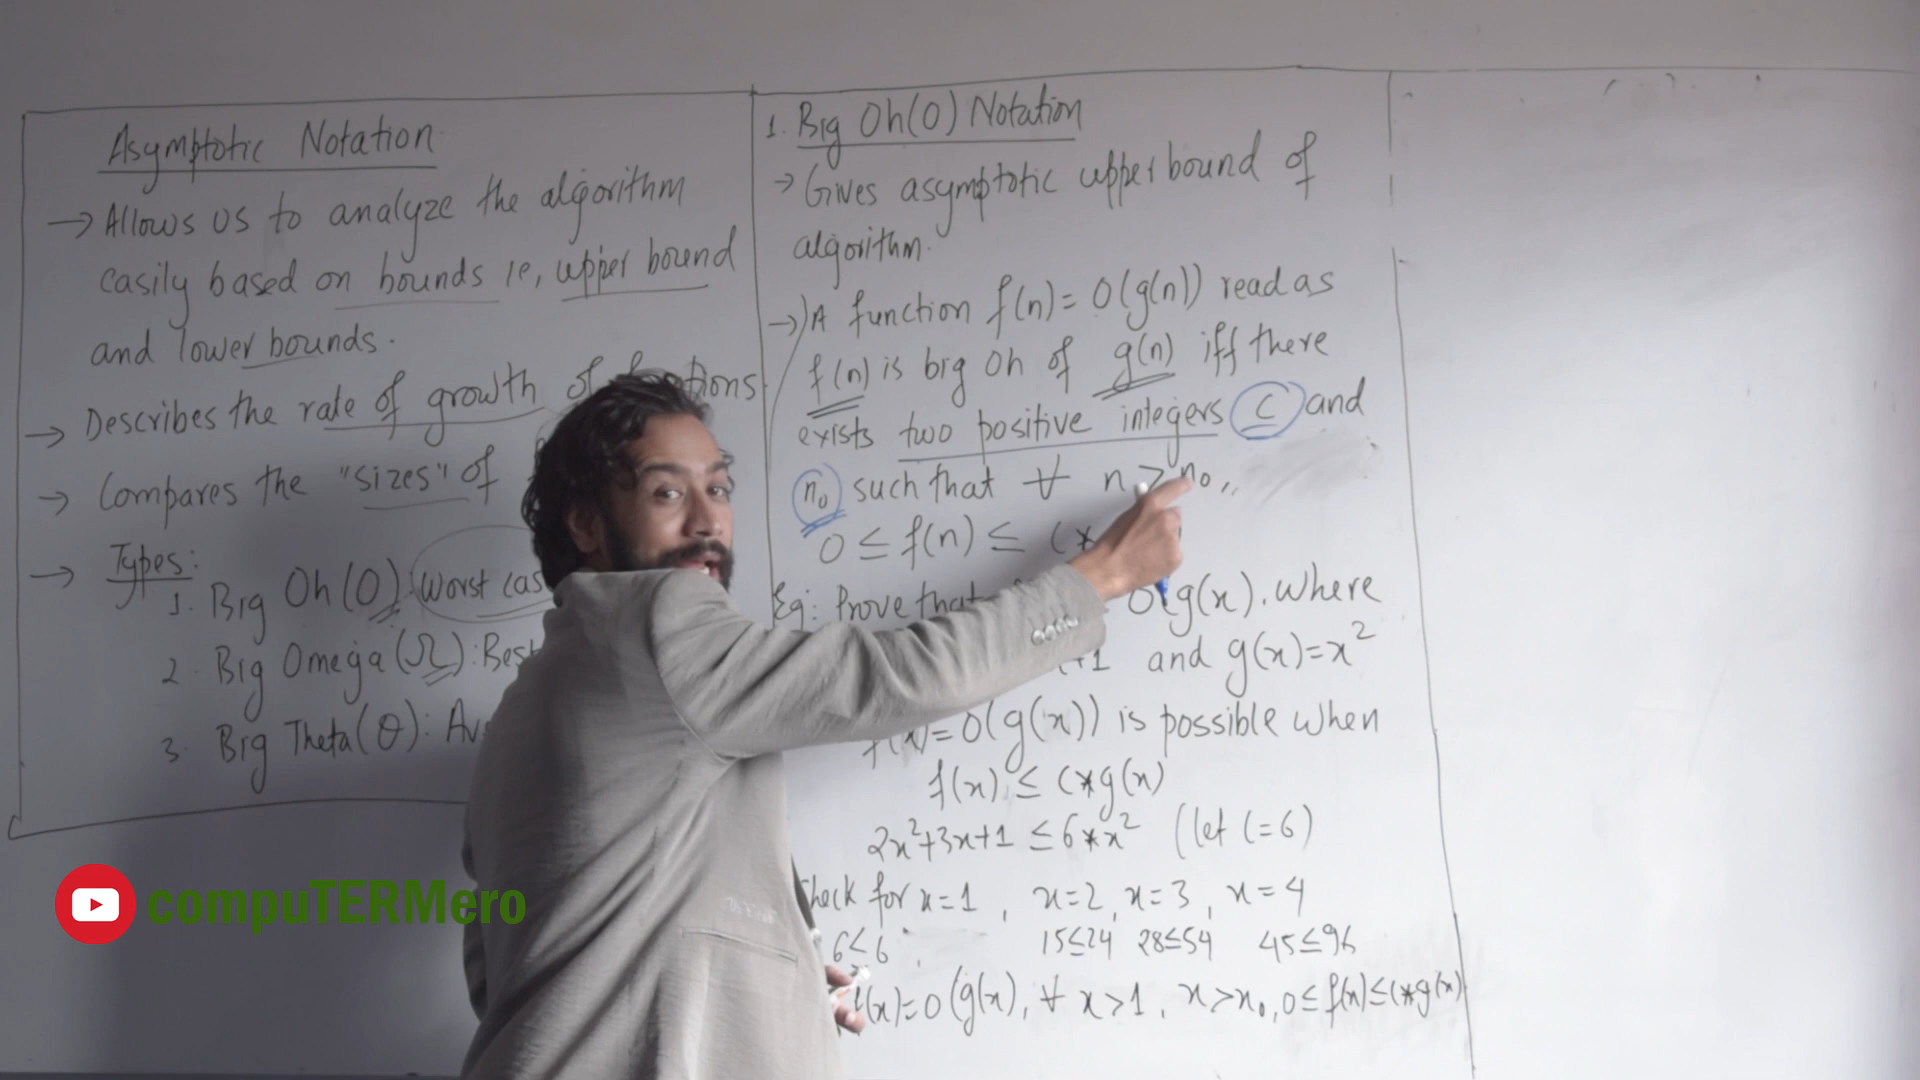 Asymptotic Notation
→ Allows us to analyze the algorithm
easily based on bounds ie, upper bound
and lower bounds.
→ Describes the rate of growth of
→ Compares the "sizes" of
→ Types:
1. Big Oh (O) Worst cas
2. Big Omega (Ω): Best
3. Big Theta (θ): Av
1. Big Oh(O) Notation
→ Gives asymptotic upper bound of
algorithm.
→ A function f(n) = O(g(n)) read as
f(n) is big oh of g(n) iff there
exists two positive integers c and
n₀ such that ∀ n > n₀,,
0 ≤ f(n) ≤ c*
Eg: Prove that O(g(x). Where
+1 and g(x)=x²
f(x)=O(g(x)) is possible when
f(x) ≤ c*g(x)
2x²+3x+1 ≤ 6*x² (let c=6)
heck for x=1, x=2, x=3, x=4
6≤6, 15≤24 28≤54 45≤96
f(x)=O(g(x), ∀ x>1, x>x₀, 0≤f(x)≤c*g(x)
compuTERMero